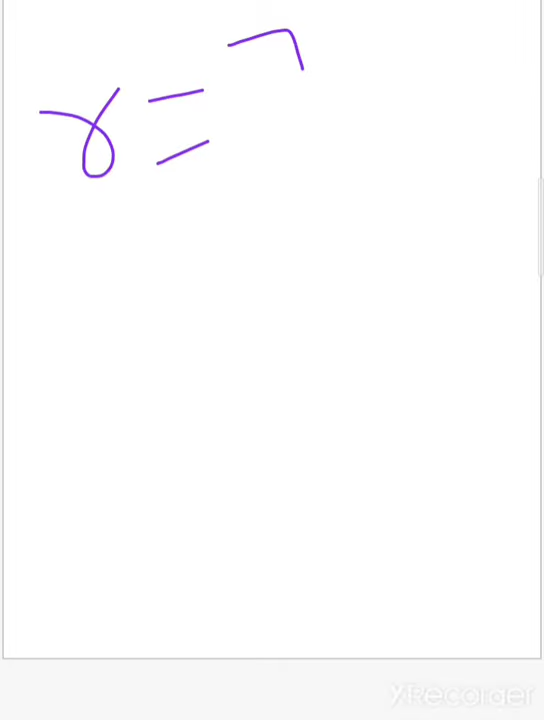 γ =
XRecorder